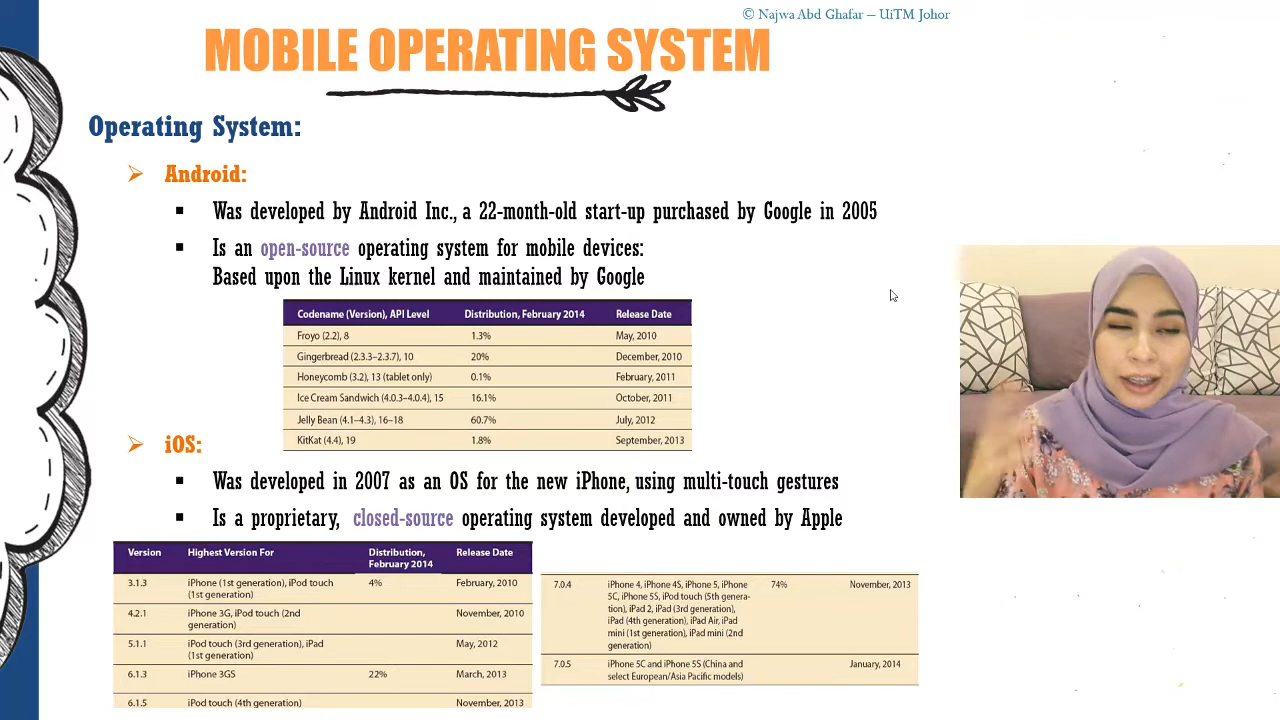 © Najwa Abd Ghafar – UiTM Johor
MOBILE OPERATING SYSTEM
Operating System:
Android:
Was developed by Android Inc., a 22-month-old start-up purchased by Google in 2005
Is an open-source operating system for mobile devices:
Based upon the Linux kernel and maintained by Google
Codename (Version), API Level Distribution, February 2014 Release Date
Froyo (2.2), 8 1.3% May, 2010
Gingerbread (2.3.3–2.3.7), 10 20% December, 2010
Honeycomb (3.2), 13 (tablet only) 0.1% February, 2011
Ice Cream Sandwich (4.0.3–4.0.4), 15 16.1% October, 2011
Jelly Bean (4.1–4.3), 16–18 60.7% July, 2012
KitKat (4.4), 19 1.8% September, 2013
iOS:
Was developed in 2007 as an OS for the new iPhone, using multi-touch gestures
Is a proprietary, closed-source operating system developed and owned by Apple
Version Highest Version For Distribution, Release Date
February 2014
3.1.3 iPhone (1st generation), iPod touch 4% February, 2010
(1st generation)
4.2.1 iPhone 3G, iPod touch (2nd November, 2010
generation)
5.1.1 iPod touch (3rd generation), iPad May, 2012
(1st generation)
6.1.3 iPhone 3GS 22% March, 2013
6.1.5 iPod touch (4th generation) November, 2013
7.0.4 iPhone 4, iPhone 4S, iPhone 5, iPhone 74% November, 2013
5C, iPhone 5S, iPod touch (5th genera-
tion), iPad 2, iPad (3rd generation),
iPad (4th generation), iPad Air, iPad
mini (1st generation), iPad mini (2nd
generation)
7.0.5 iPhone 5C and iPhone 5S (China and January, 2014
select European/Asia Pacific models)